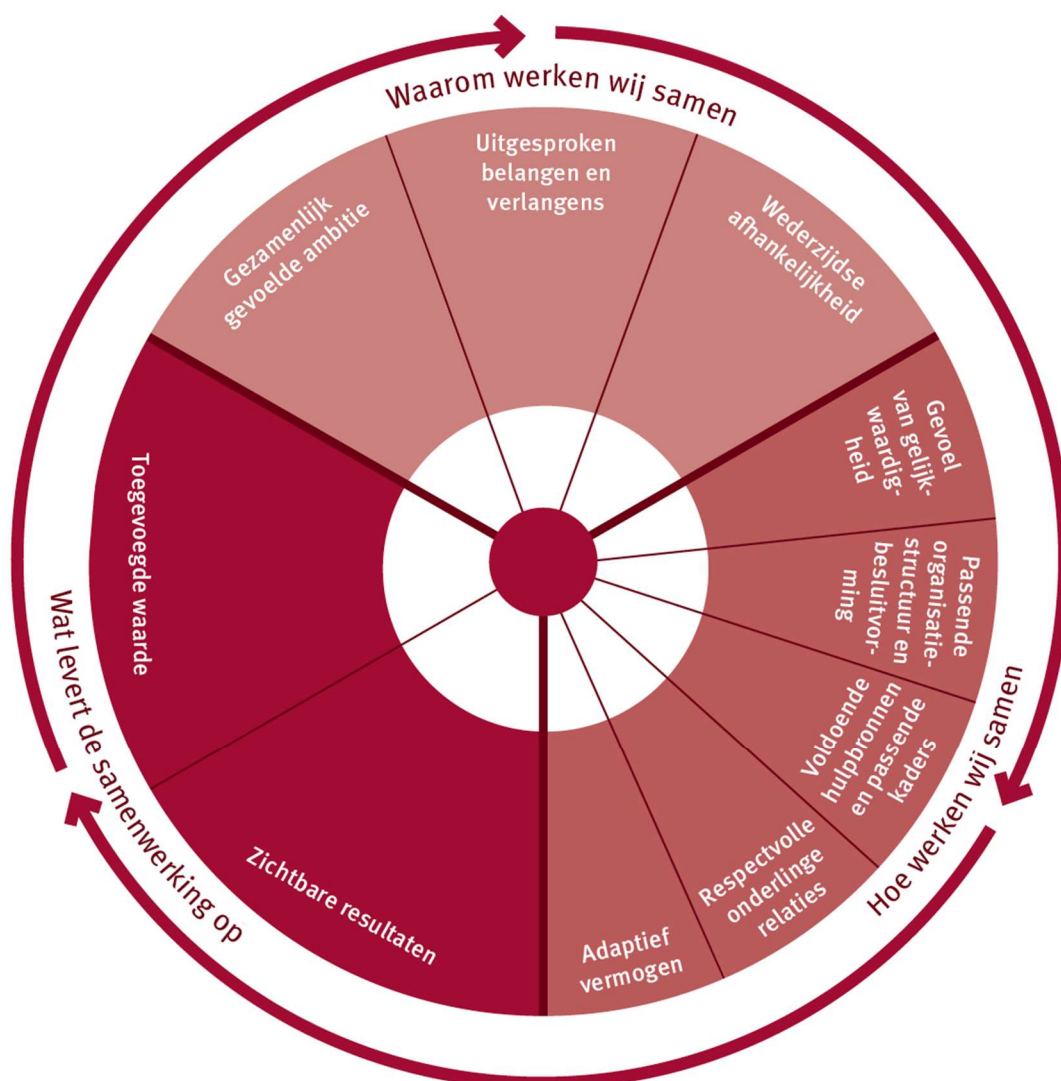 Waarom werken wij samen
Gezamenlijk
gevoelde ambitie
Uitgesproken
belangen en
verlangens
Wederzijdse
afhankelijkheid
Hoe werken wij samen
Gevoel
van gelijk-
waardig-
heid
Passende
organisatie-
structuur en
besluitvor-
ming
Voldoende
hulpbronnen
en passende
kaders
Respectvolle
onderlinge
relaties
Adaptief
vermogen
Wat levert de samenwerking op
Zichtbare resultaten
Toegevoegde waarde